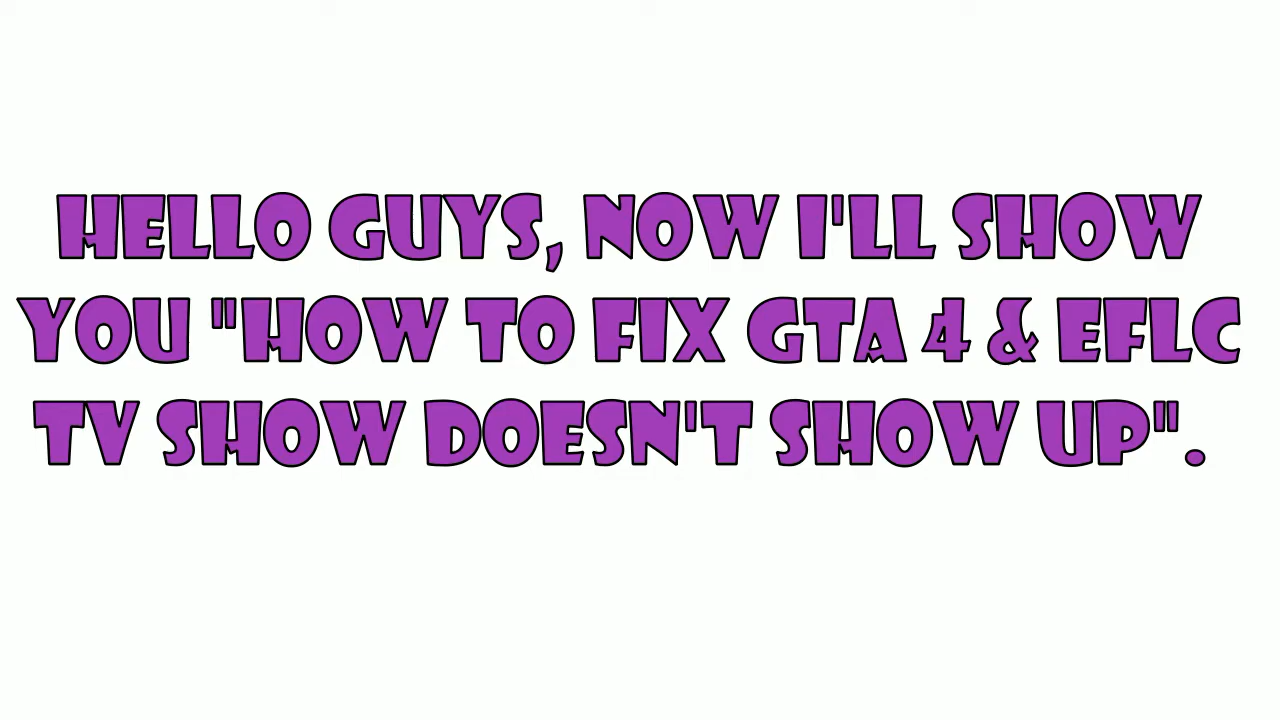 HELLO GUYS, NOW I'LL SHOW
YOU "HOW TO FIX GTA 4 & EFLC
TV SHOW DOESN'T SHOW UP".